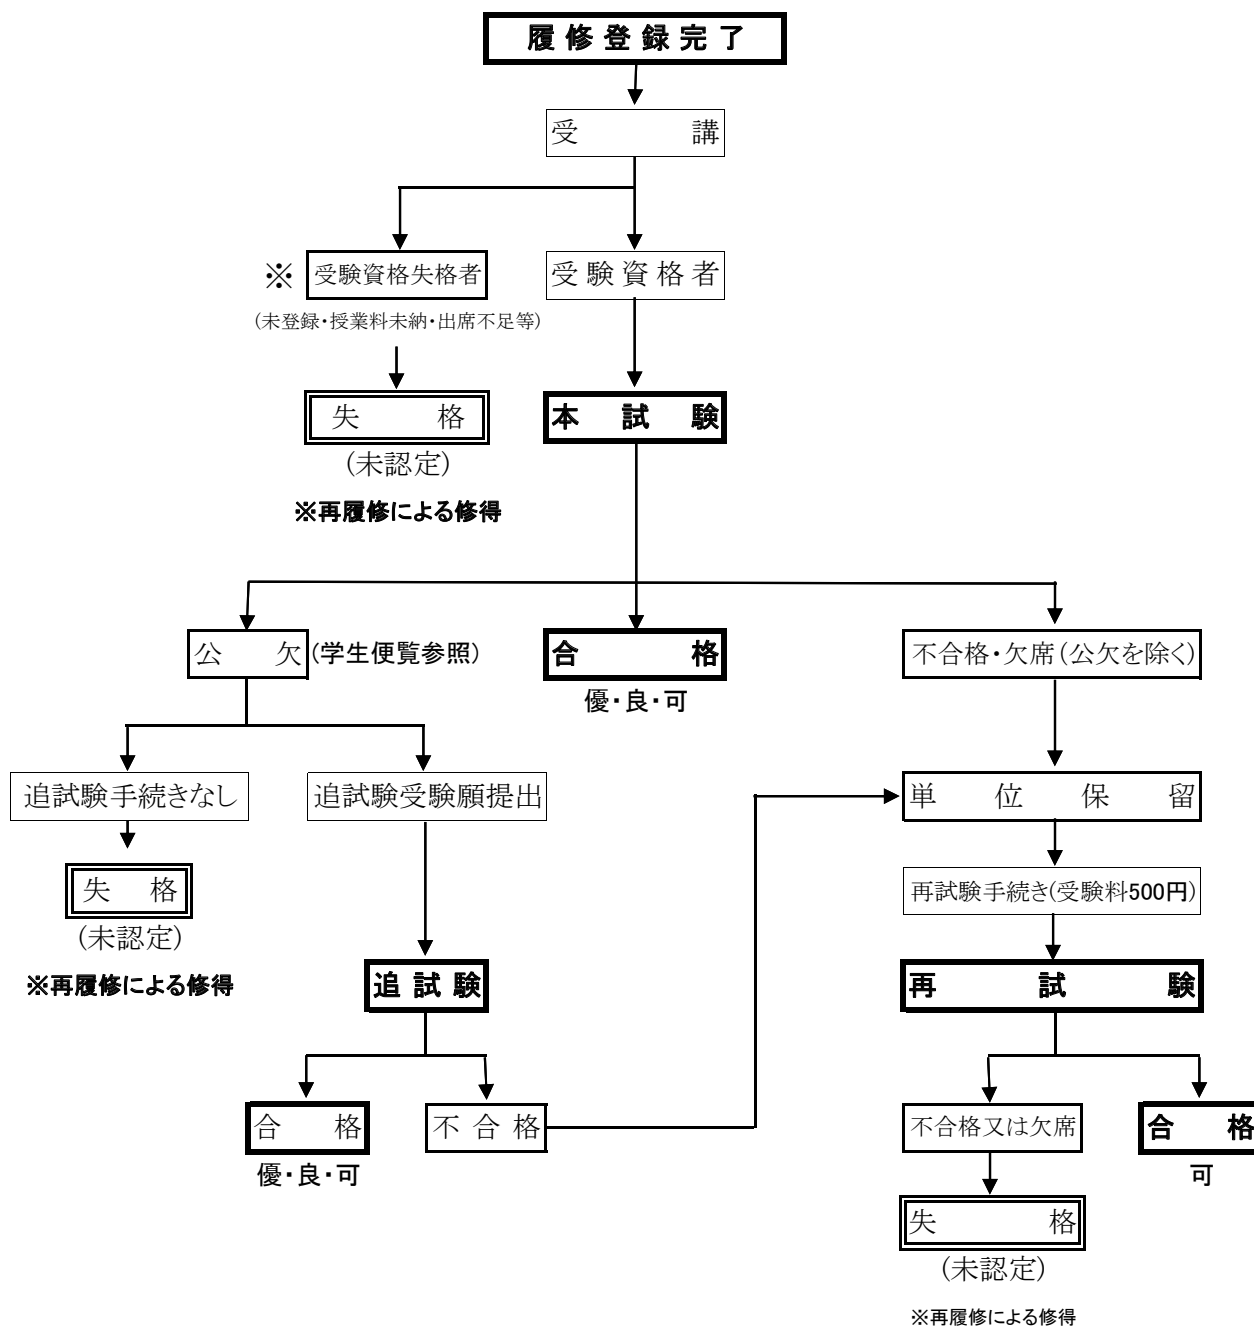 履修登録完了
受講
※ 受験資格失格者 受験資格者
(未登録・授業料未納・出席不足等)
失格 本試験
(未認定)
※再履修による修得
公欠 (学生便覧参照) 合格 不合格・欠席(公欠を除く)
優・良・可
追試験手続きなし 追試験受験願提出 単位保留
失格 再試験手続き(受験料500円)
(未認定)
※再履修による修得 追試験 再試験
合格 不合格 不合格又は欠席 合格
優・良・可 可
失格
(未認定)
※再履修による修得